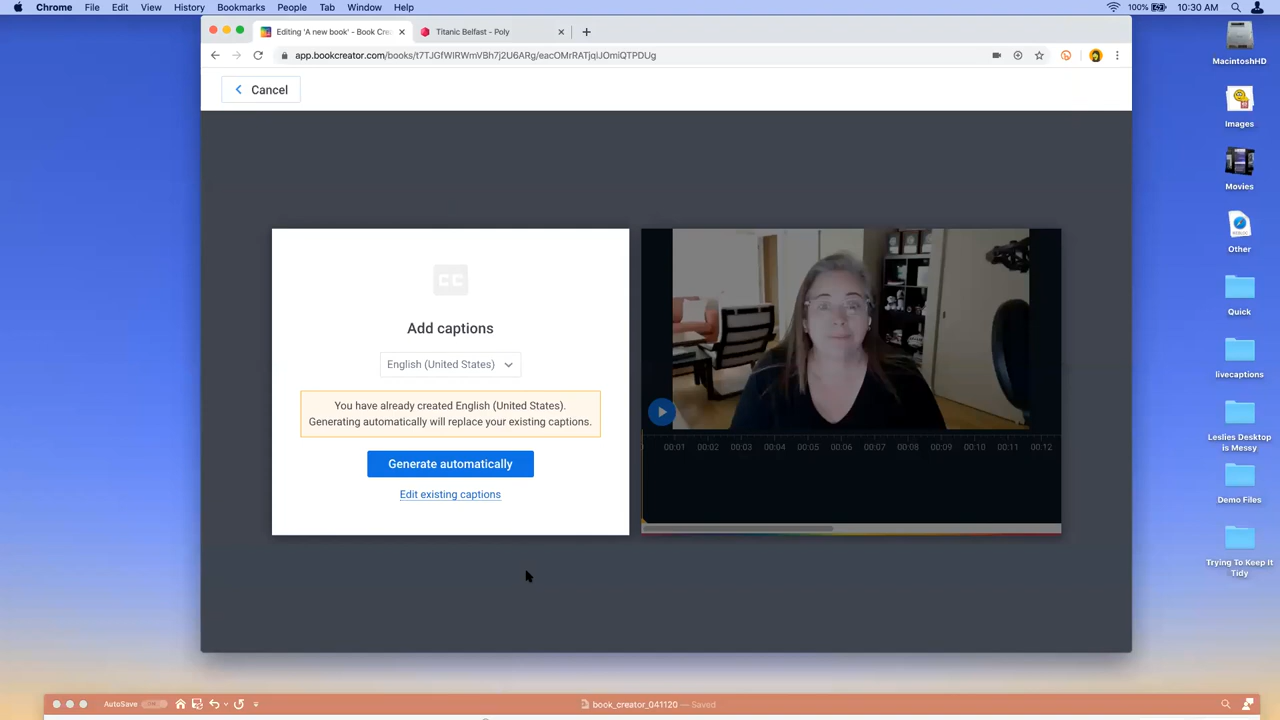 Chrome File Edit View History Bookmarks People Tab Window Help
100% 10:30 AM
Editing 'A new book' - Book Cre
Titanic Belfast - Poly
app.bookcreator.com/books/t7TJGfWlRWmVBh7j2U6ARg/eacOMrRATjqlJOmiQTPDUg
Cancel
CC
Add captions
English (United States)
You have already created English (United States).
Generating automatically will replace your existing captions.
Generate automatically
Edit existing captions
00:01 00:02 00:03 00:04 00:05 00:06 00:07 00:08 00:09 00:10 00:11 00:12
MacintoshHD
Images
Movies
Other
Quick
livecaptions
Leslies Desktop
is Messy
Demo Files
Trying To Keep It
Tidy
AutoSave
book_creator_041120 — Saved